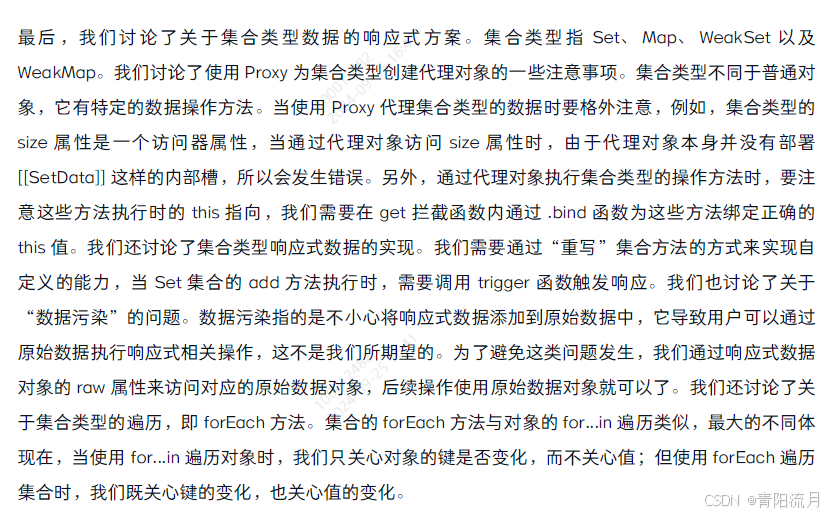 最后，我们讨论了关于集合类型数据的响应式方案。集合类型指 Set、Map、WeakSet 以及
WeakMap。我们讨论了使用 Proxy 为集合类型创建代理对象的一些注意事项。集合类型不同于普通对
象，它有特定的数据操作方法。当使用 Proxy 代理集合类型的数据时要格外注意，例如，集合类型的
size 属性是一个访问器属性，当通过代理对象访问 size 属性时，由于代理对象本身并没有部署
[[SetData]] 这样的内部槽，所以会发生错误。另外，通过代理对象执行集合类型的操作方法时，要注
意这些方法执行时的 this 指向，我们需要在 get 拦截函数内通过 .bind 函数为这些方法绑定正确的
this 值。我们还讨论了集合类型响应式数据的实现。我们需要通过“重写”集合方法的方式来实现自
定义的能力，当 Set 集合的 add 方法执行时，需要调用 trigger 函数触发响应。我们也讨论了关于
“数据污染”的问题。数据污染指的是不小心将响应式数据添加到原始数据中，它导致用户可以通过
原始数据执行响应式相关操作，这不是我们所期望的。为了避免这类问题发生，我们通过响应式数据
对象的 raw 属性来访问对应的原始数据对象，后续操作使用原始数据对象就可以了。我们还讨论了关
于集合类型的遍历，即 forEach 方法。集合的 forEach 方法与对象的 for...in 遍历类似，最大的不同体
现在，当使用 for...in 遍历对象时，我们只关心对象的键是否变化，而不关心值；但使用 forEach 遍历
集合时，我们既关心键的变化，也关心值的变化。
CSDN @青阳流月